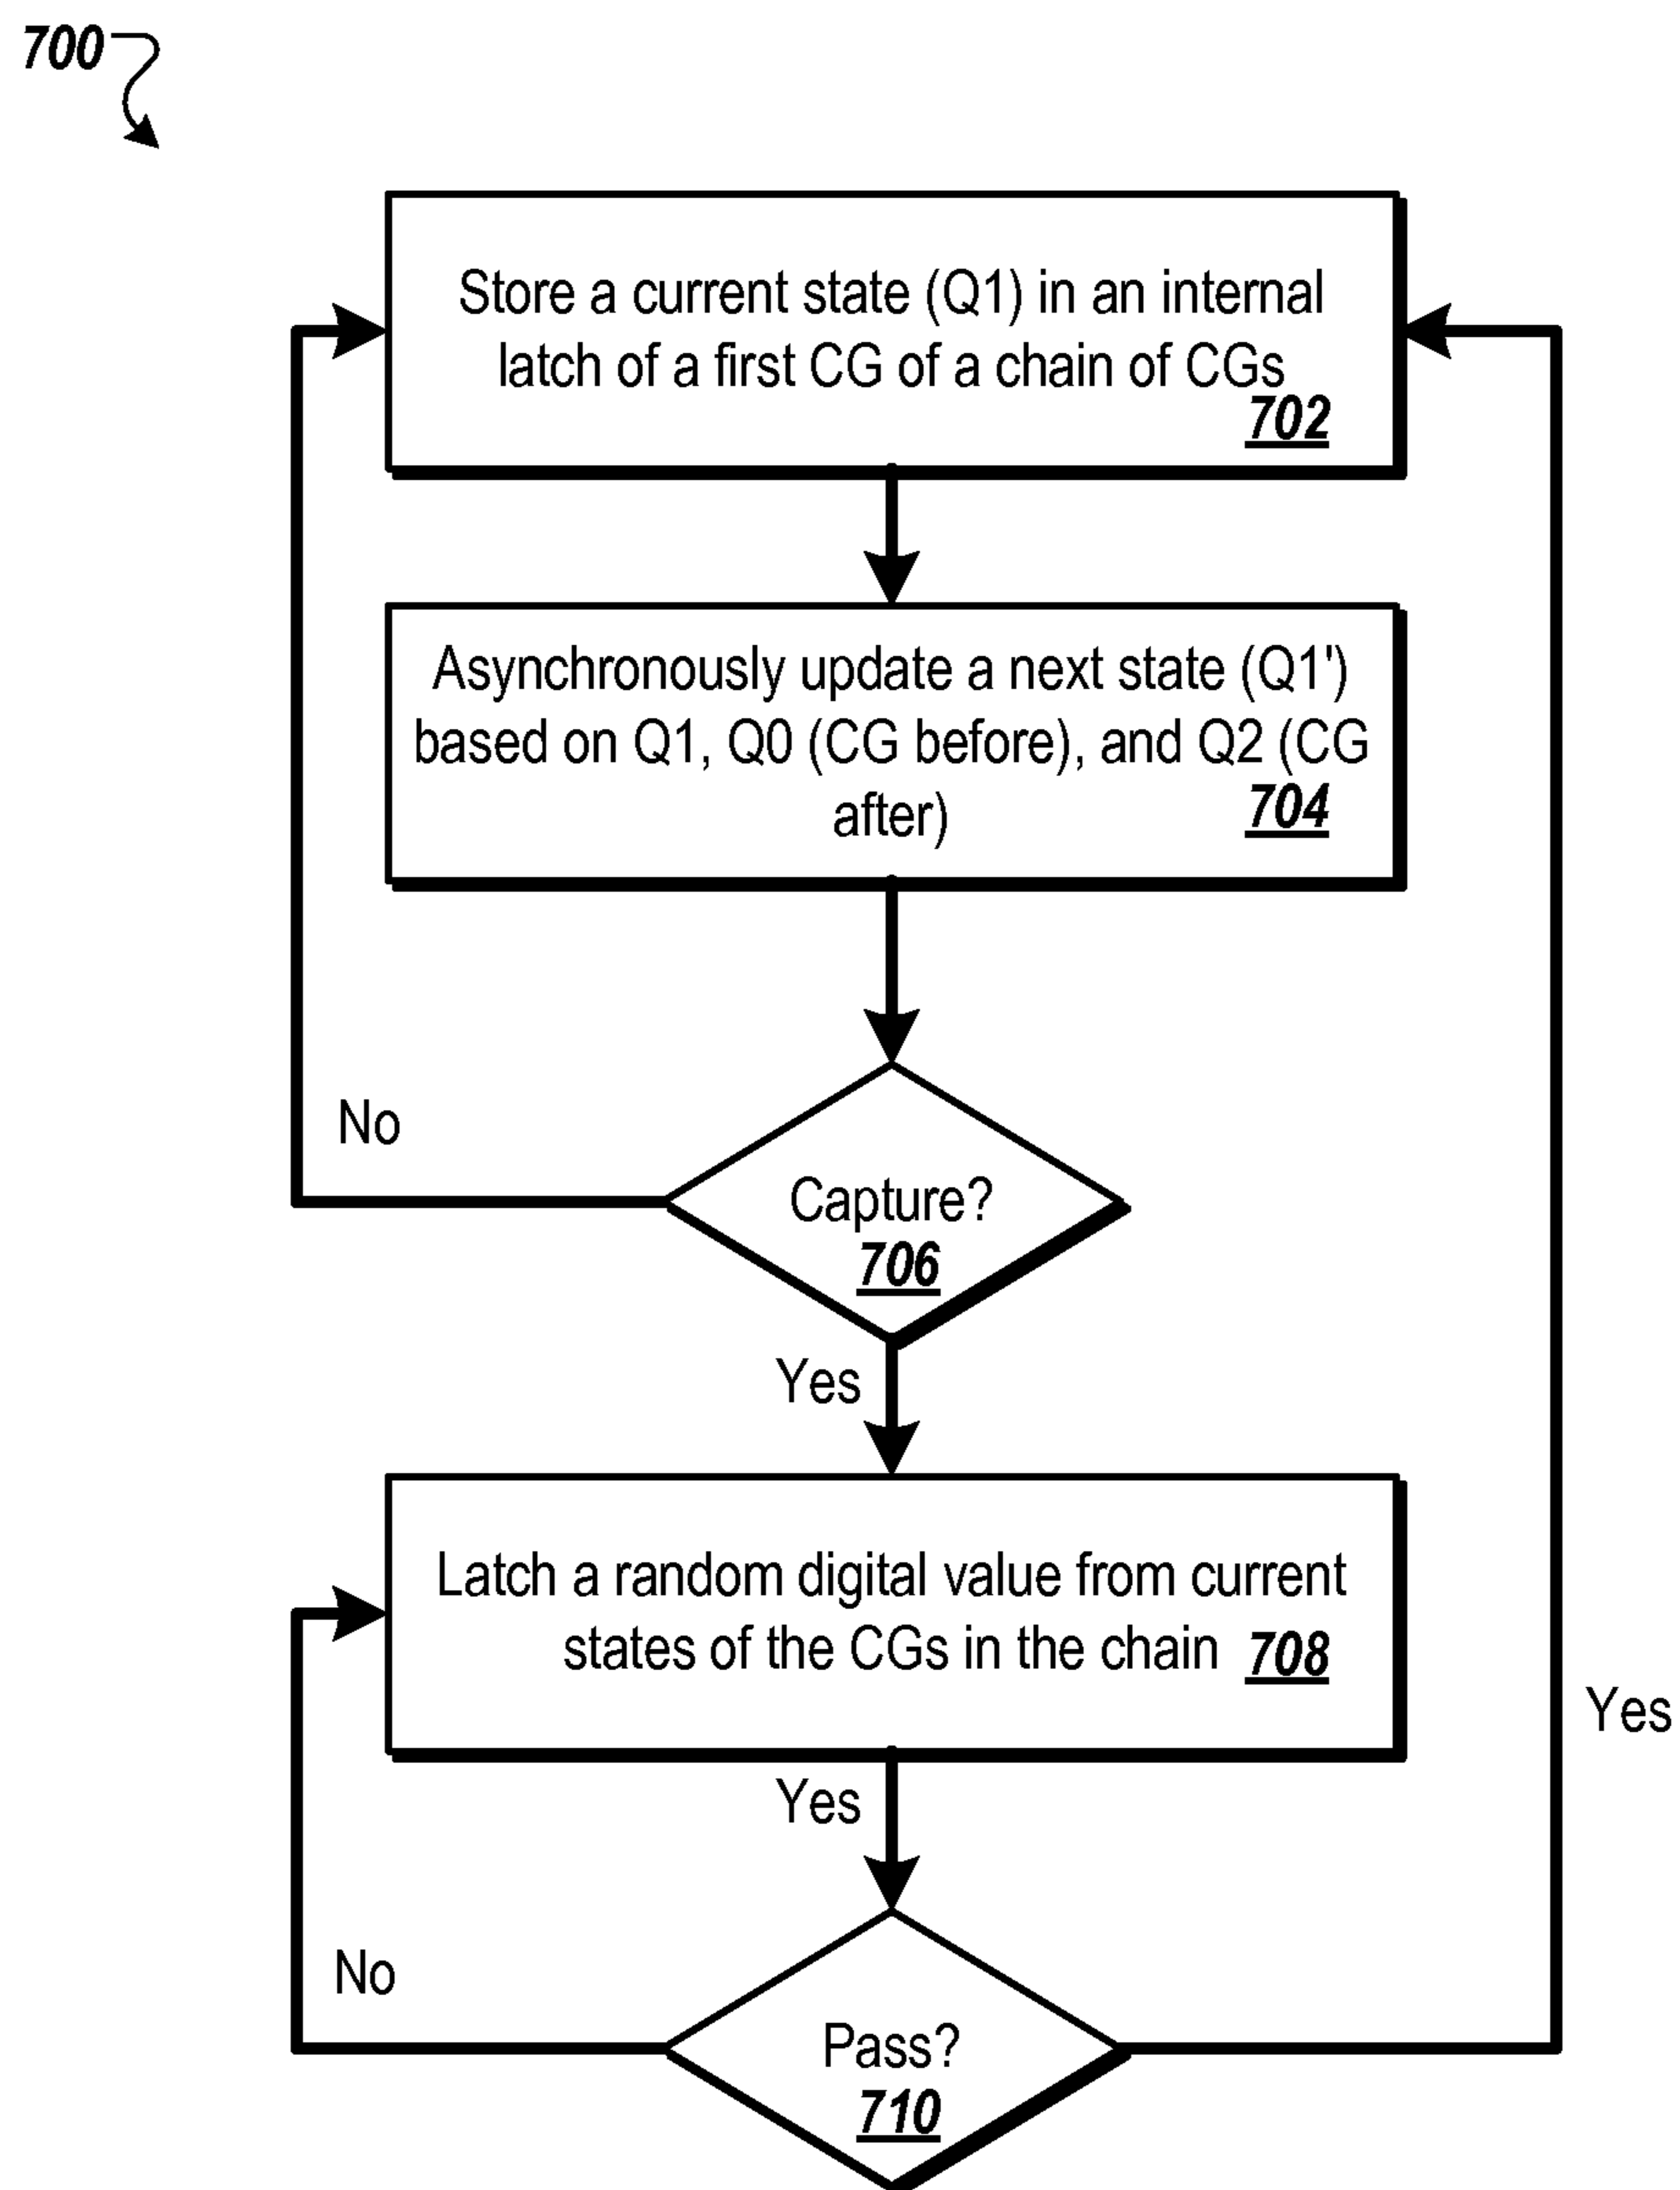 700
Store a current state (Q1) in an internal
latch of a first CG of a chain of CGs
702
Asynchronously update a next state (Q1')
based on Q1, Q0 (CG before), and Q2 (CG
after) 704
No
Capture?
706
Yes
Latch a random digital value from current
states of the CGs in the chain 708
Yes
Yes
No
Pass?
710